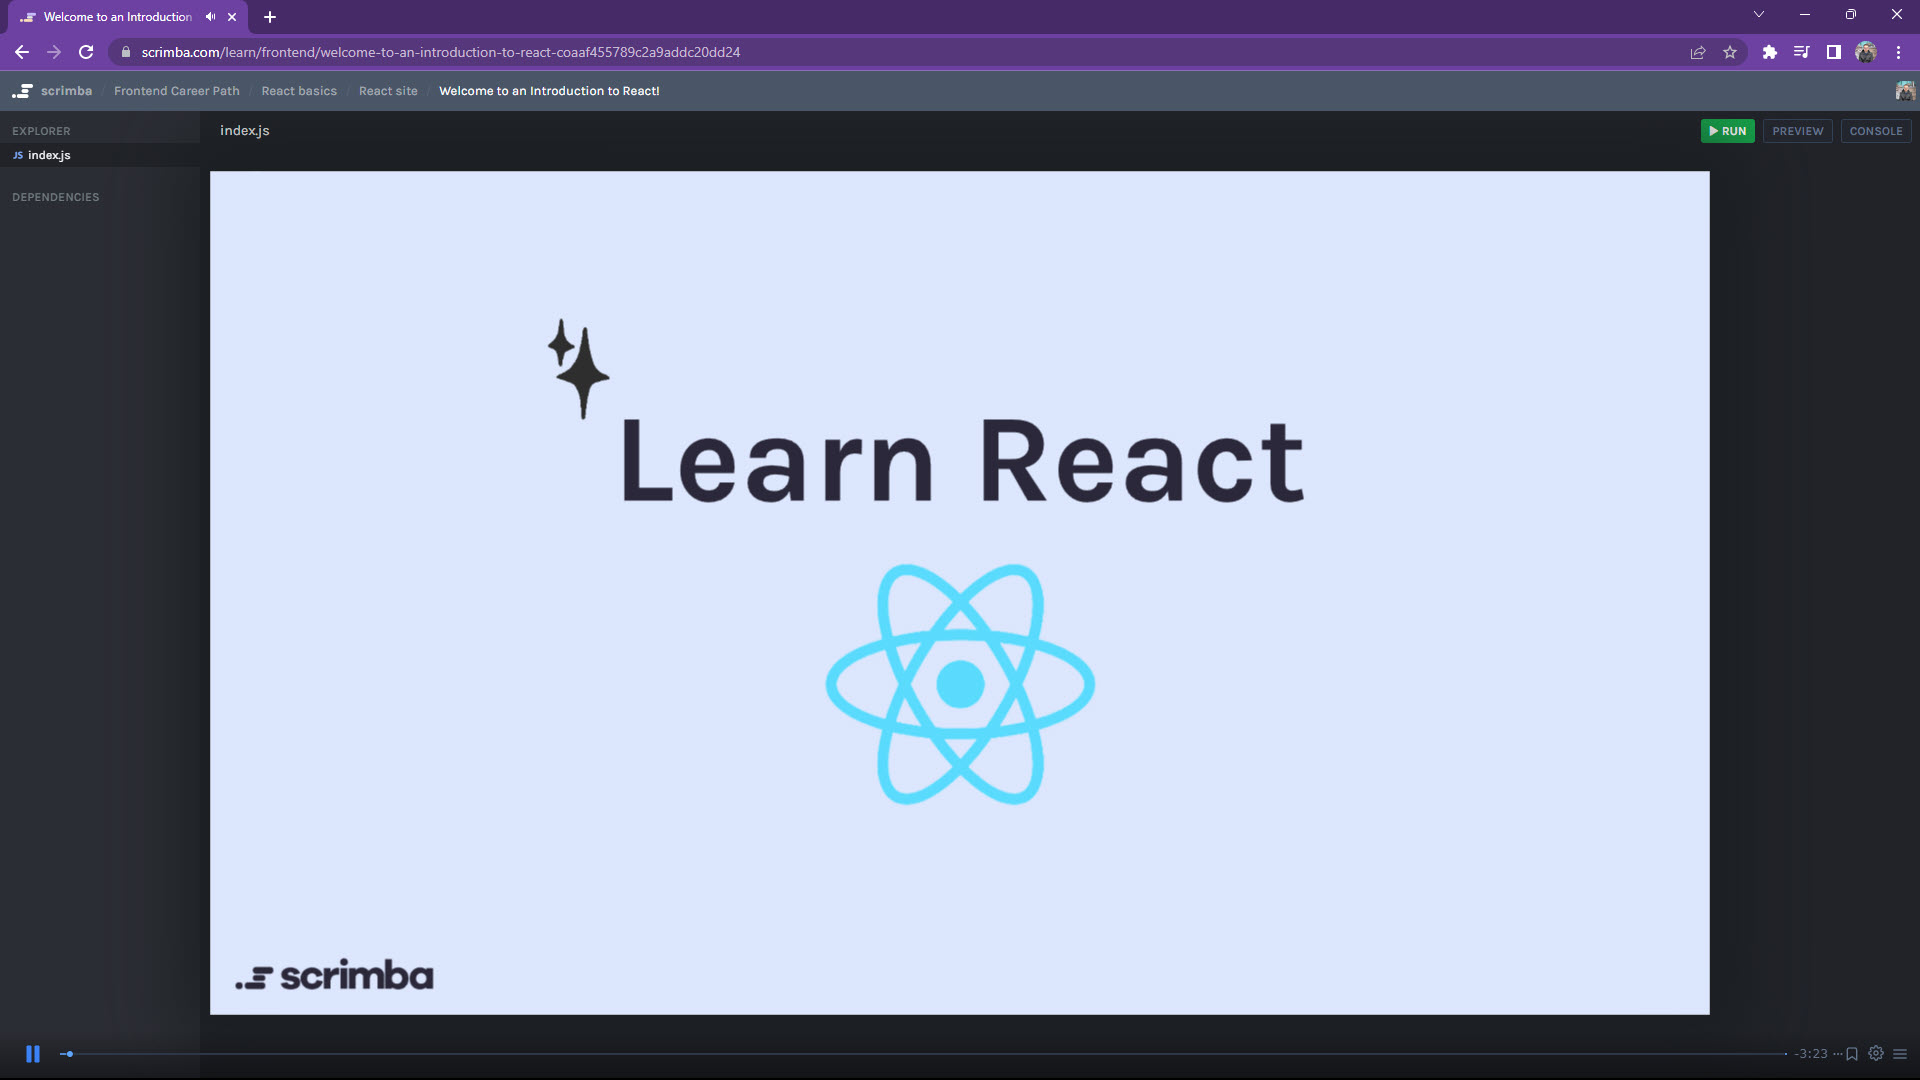 Welcome to an Introduction
scrimba.com/learn/frontend/welcome-to-an-introduction-to-react-coaaf455789c2a9addc20dd24
scrimba / Frontend Career Path / React basics / React site / Welcome to an Introduction to React!
EXPLORER
index.js
RUN
PREVIEW
CONSOLE
JS index.js
DEPENDENCIES
Learn React
scrimba
-3:23